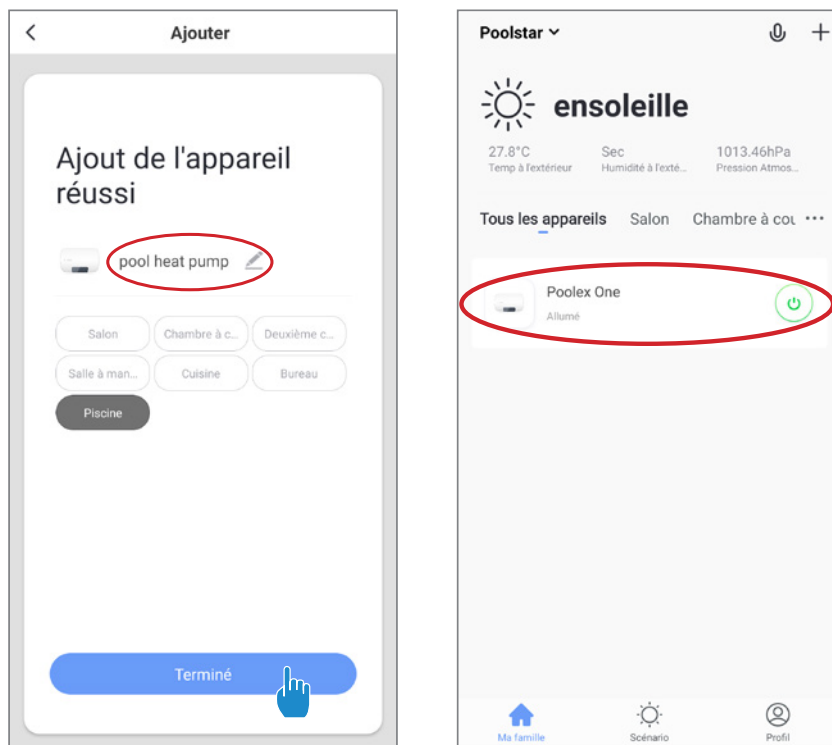 Ajouter
Ajout de l'appareil
réussi
pool heat pump
Salon
Chambre à c...
Deuxième c...
Salle à man...
Cuisine
Bureau
Piscine
Terminé
Poolstar
ensoleille
27.8°C
Sec
1013.46hPa
Temp à l'extérieur
Humidité à l'exté...
Pression Atmos...
Tous les appareils
Salon
Chambre à cou
Poolex One
Allumé
Ma famille
Scénario
Profil